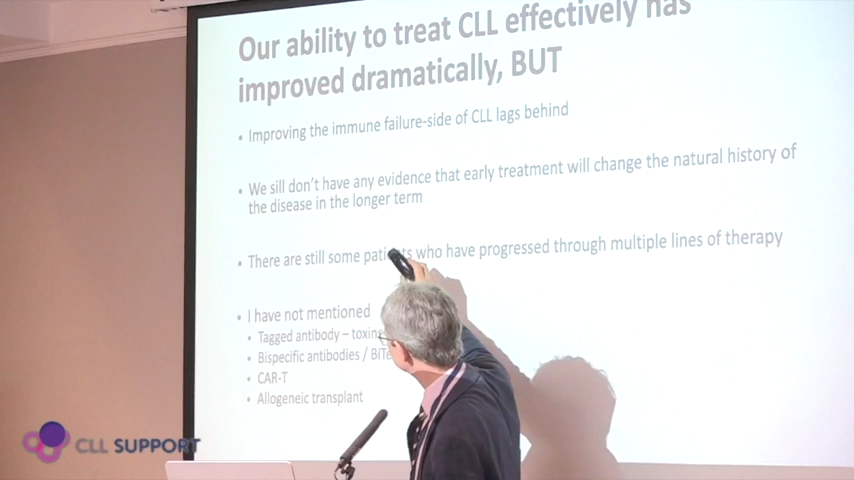 Our ability to treat CLL effectively has
improved dramatically, BUT
• Improving the immune failure-side of CLL lags behind
• We sill don't have any evidence that early treatment will change the natural history of
the disease in the longer term
• There are still some patients who have progressed through multiple lines of therapy
• I have not mentioned
• Tagged antibody – toxins
• Bispecific antibodies / BiTe
• CAR-T
• Allogeneic transplant
CLL SUPPORT